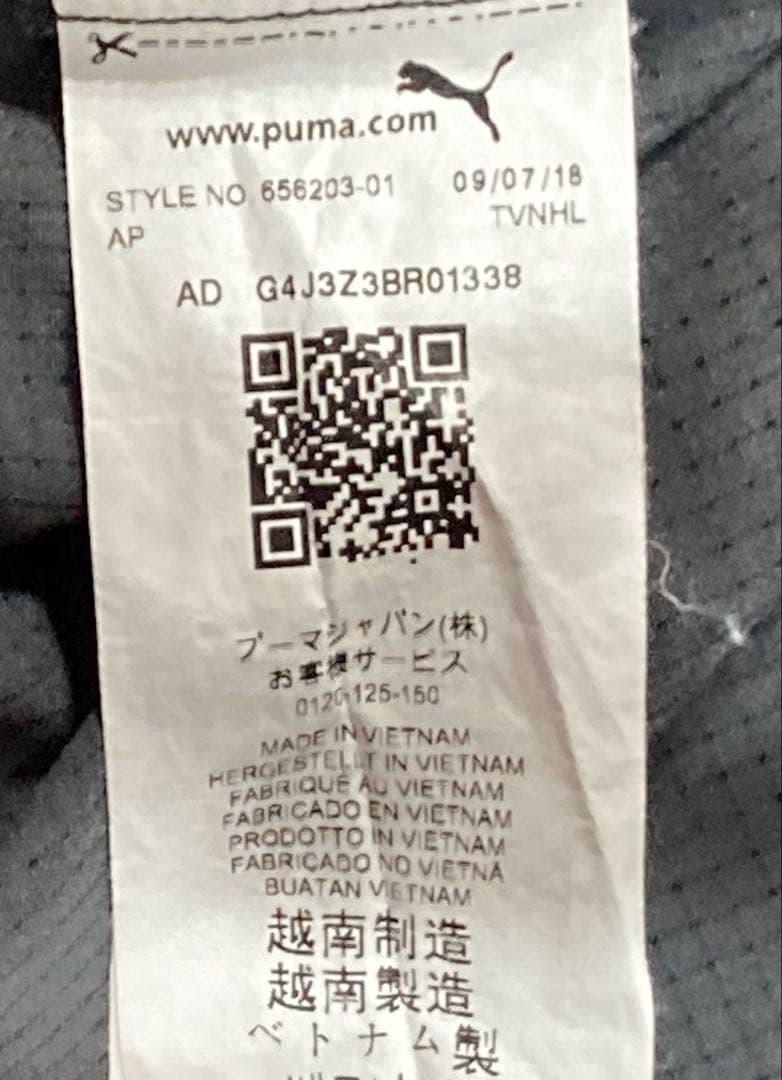 www.puma.com
STYLE NO 656203-01 09/07/18
AP TVNHL
AD G4J3Z3BR01338
プーマジャパン(株)
お客様サービス
0120-125-150
MADE IN VIETNAM
HERGESTELLT IN VIETNAM
FABRIQUÉ AU VIETNAM
FABRICADO EN VIETNAM
PRODOTTO IN VIETNAM
FABRICADO NO VIETNÃ
BUATAN VIETNAM
越南制造
越南製造
ベトナム製